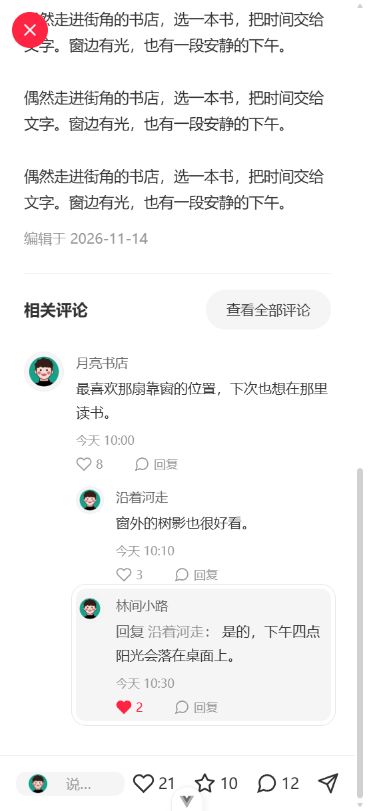 偶然走进街角的书店，选一本书，把时间交给
文字。窗边有光，也有一段安静的下午。
偶然走进街角的书店，选一本书，把时间交给
文字。窗边有光，也有一段安静的下午。
偶然走进街角的书店，选一本书，把时间交给
文字。窗边有光，也有一段安静的下午。
编辑于 2026-11-14
相关评论
查看全部评论
月亮书店
最喜欢那扇靠窗的位置，下次也想在那里
读书。
今天 10:00
8 回复
沿着河走
窗外的树影也很好看。
今天 10:10
3 回复
林间小路
回复 沿着河走： 是的，下午四点
阳光会落在桌面上。
今天 10:30
2 回复
说... 21 10 12